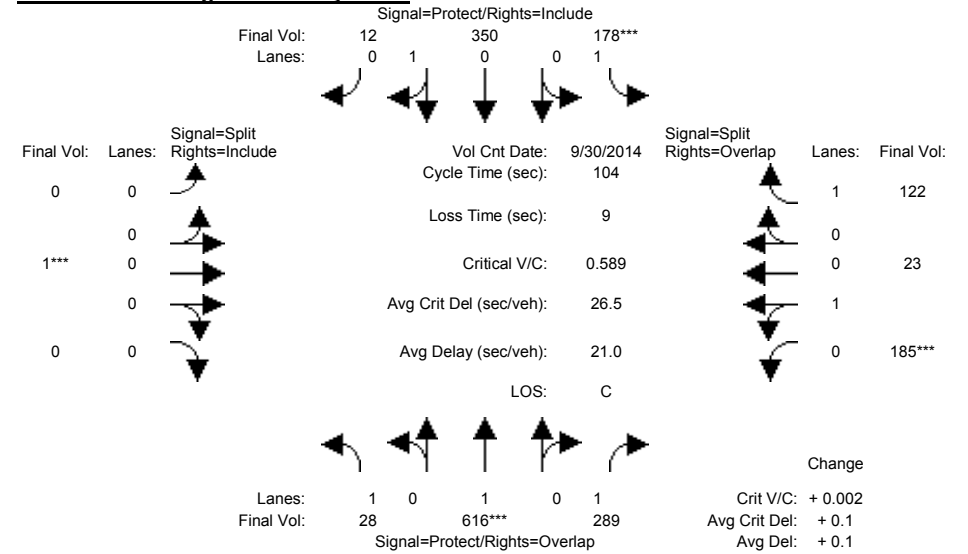 Signal=Protect/Rights=Include
Final Vol: 12 350 178***
Lanes: 0 1 0 0 1
Signal=Split Signal=Split
Final Vol: Lanes: Rights=Include Vol Cnt Date: 9/30/2014 Rights=Overlap Lanes: Final Vol:
Cycle Time (sec): 104
0 0 1 122
Loss Time (sec): 9
0 0
1*** 0 Critical V/C: 0.589 0 23
0 Avg Crit Del (sec/veh): 26.5 1
0 0 Avg Delay (sec/veh): 21.0 0 185***
LOS: C
Change
Lanes: 1 0 1 0 1 Crit V/C: + 0.002
Final Vol: 28 616*** 289 Avg Crit Del: + 0.1
Signal=Protect/Rights=Overlap Avg Del: + 0.1